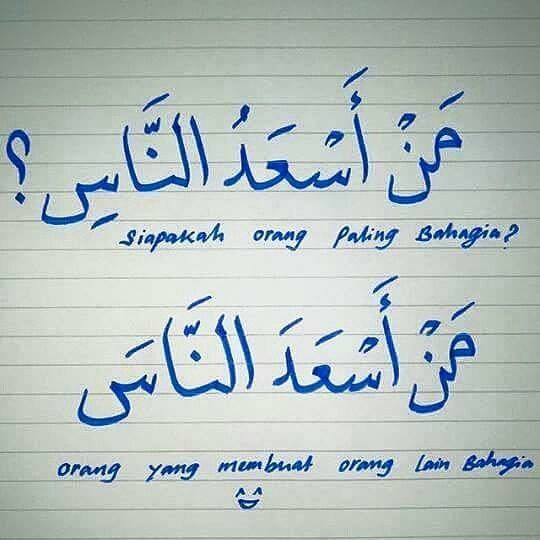 مَنْ أَسْعَدُ النَّاسِ؟
Siapakah orang Paling Bahagia?
مَنْ أَسْعَدَ النَّاسَ
orang yang membuat orang Lain Bahagia